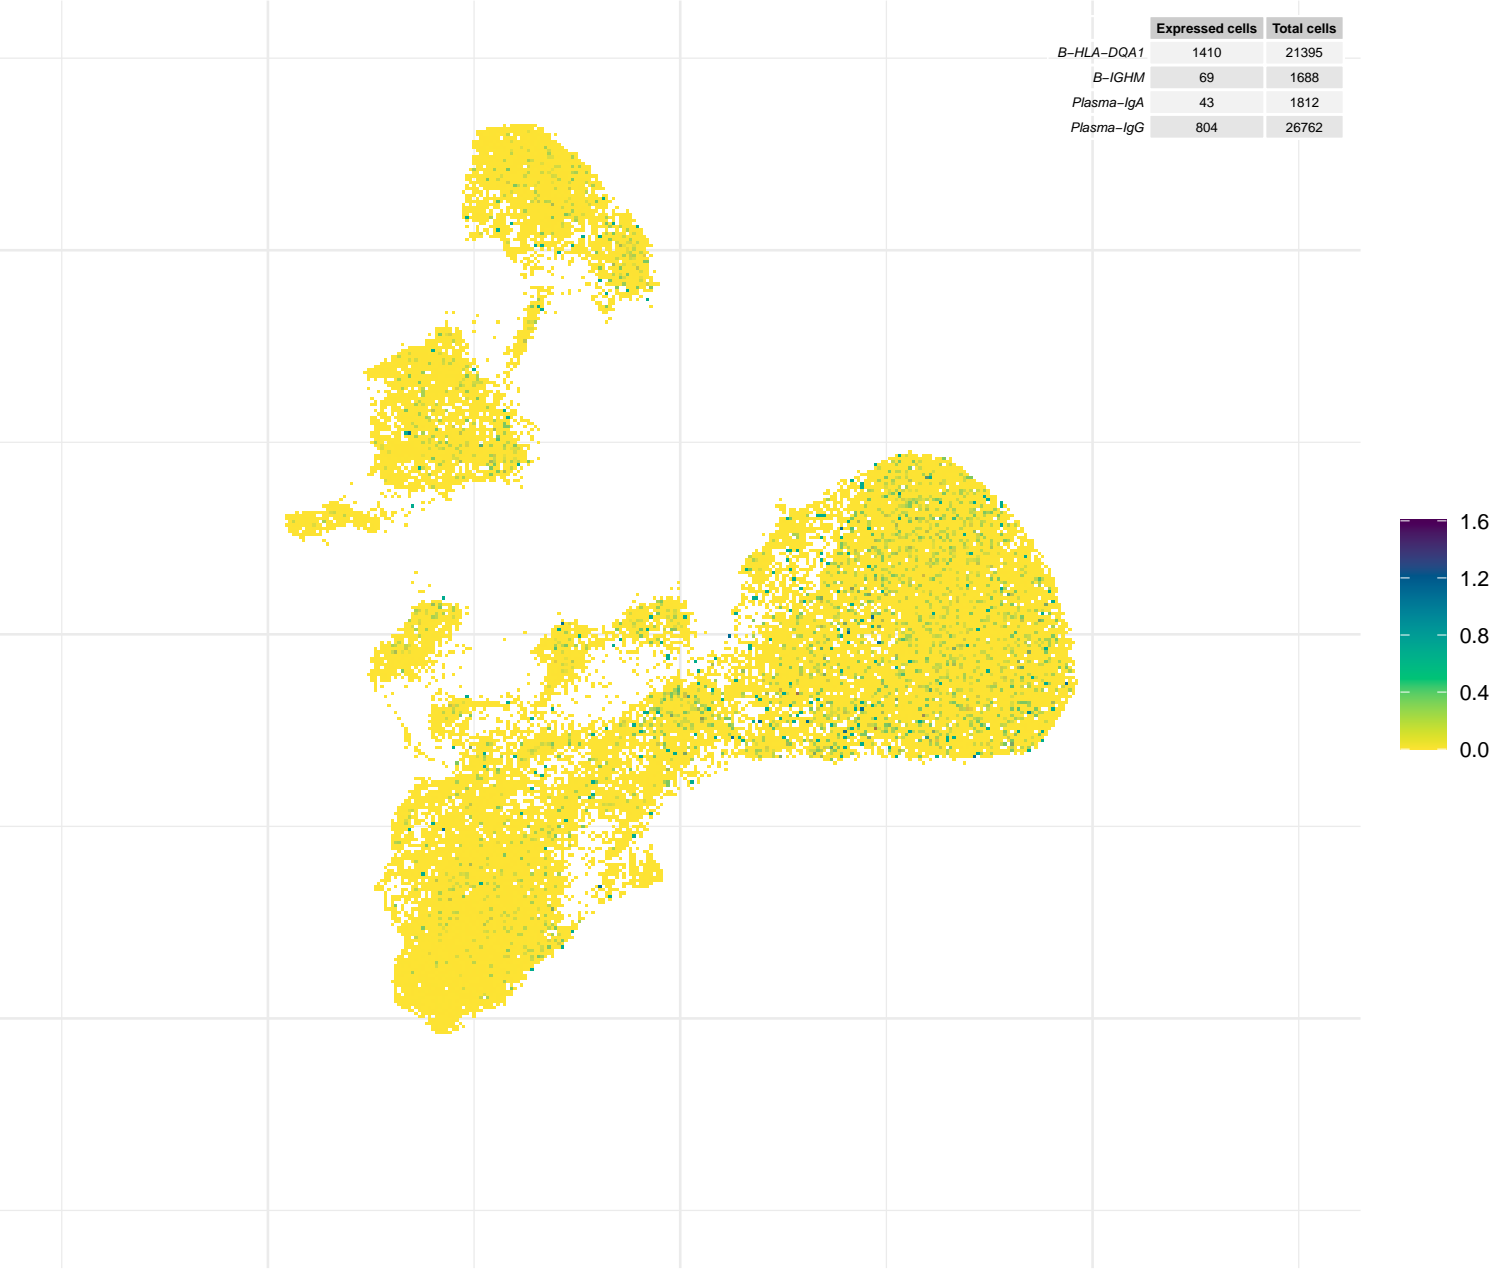 Expressed cells Total cells
B−HLA−DQA1 1410 21395
B−IGHM 69 1688
Plasma−IgA 43 1812
Plasma−IgG 804 26762
1.6
1.2
0.8
0.4
0.0